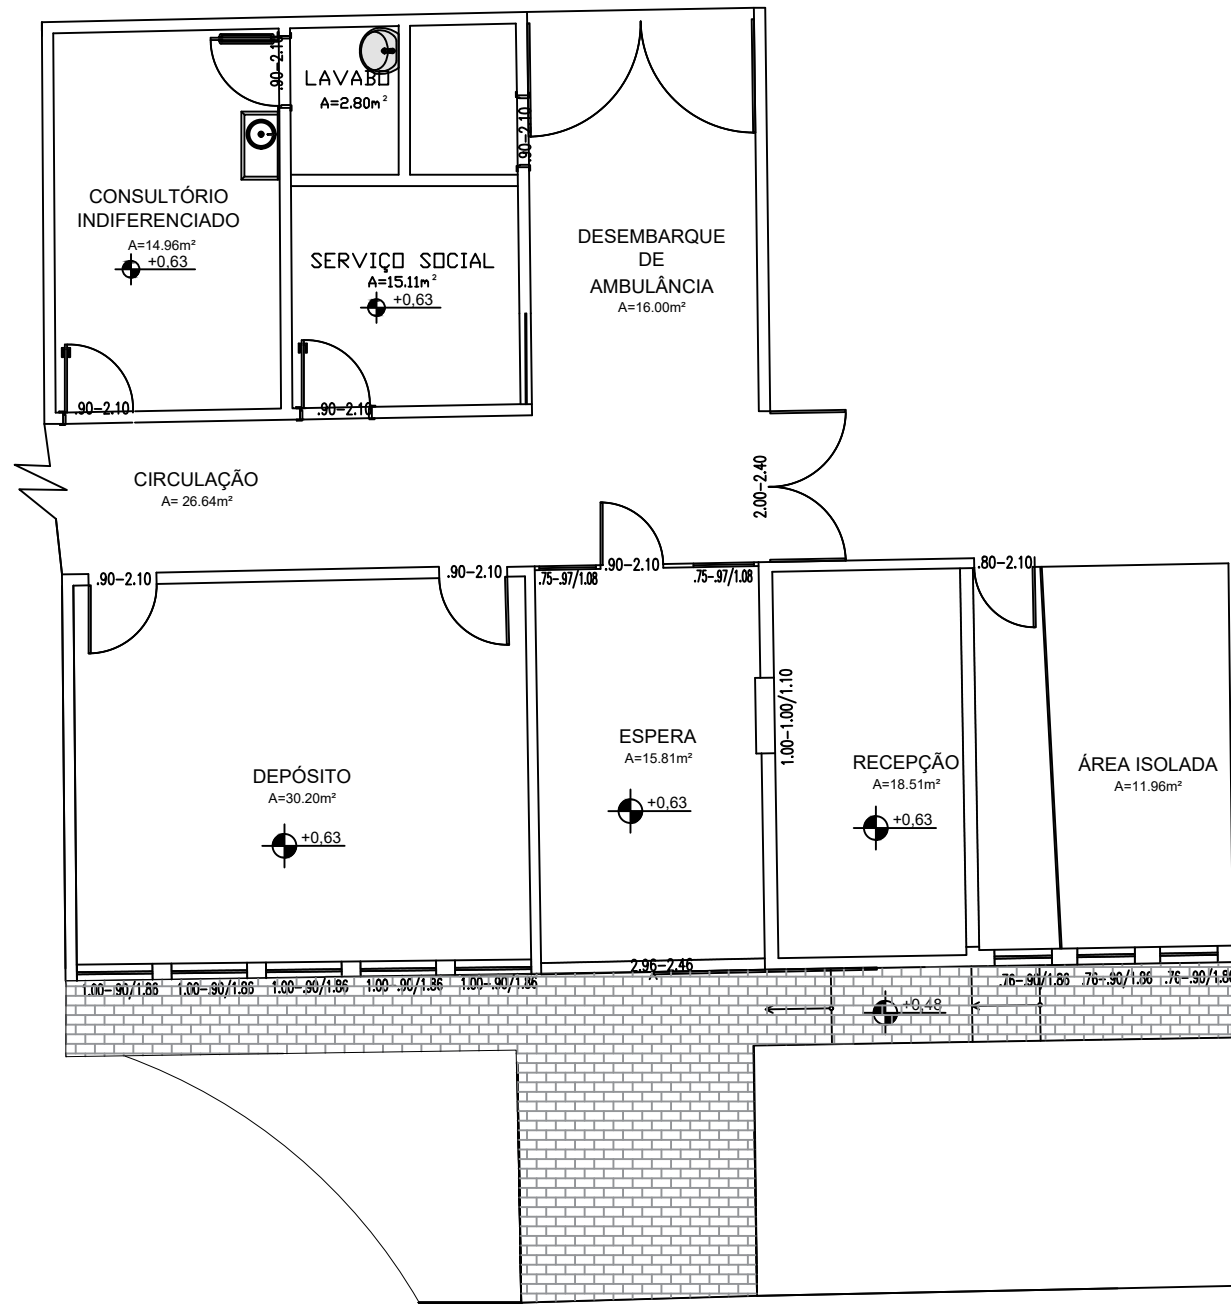 .90-2.10
LAVABO
A=2.80m²
.90-2.10
CONSULTÓRIO
INDIFERENCIADO
A=14.96m²
+0,63
SERVIÇO SOCIAL
A=15.11m²
+0,63
DESEMBARQUE
DE
AMBULÂNCIA
A=16.00m²
.90-2.10
.90-2.10
CIRCULAÇÃO
A= 26.64m²
2.00-2.40
.90-2.10
.90-2.10
.75-.97/1.08
.90-2.10
.75-.97/1.08
.80-2.10
1.00-1.00/1.10
DEPÓSITO
A=30.20m²
+0,63
ESPERA
A=15.81m²
+0,63
RECEPÇÃO
A=18.51m²
+0,63
ÁREA ISOLADA
A=11.96m²
1.00-.90/1.86
1.00-.90/1.86
1.00-.90/1.86
1.00-.90/1.86
1.00-.90/1.86
2.96-2.46
.76-.90/1.86
.76-.90/1.86
.76-.90/1.86
+0,48